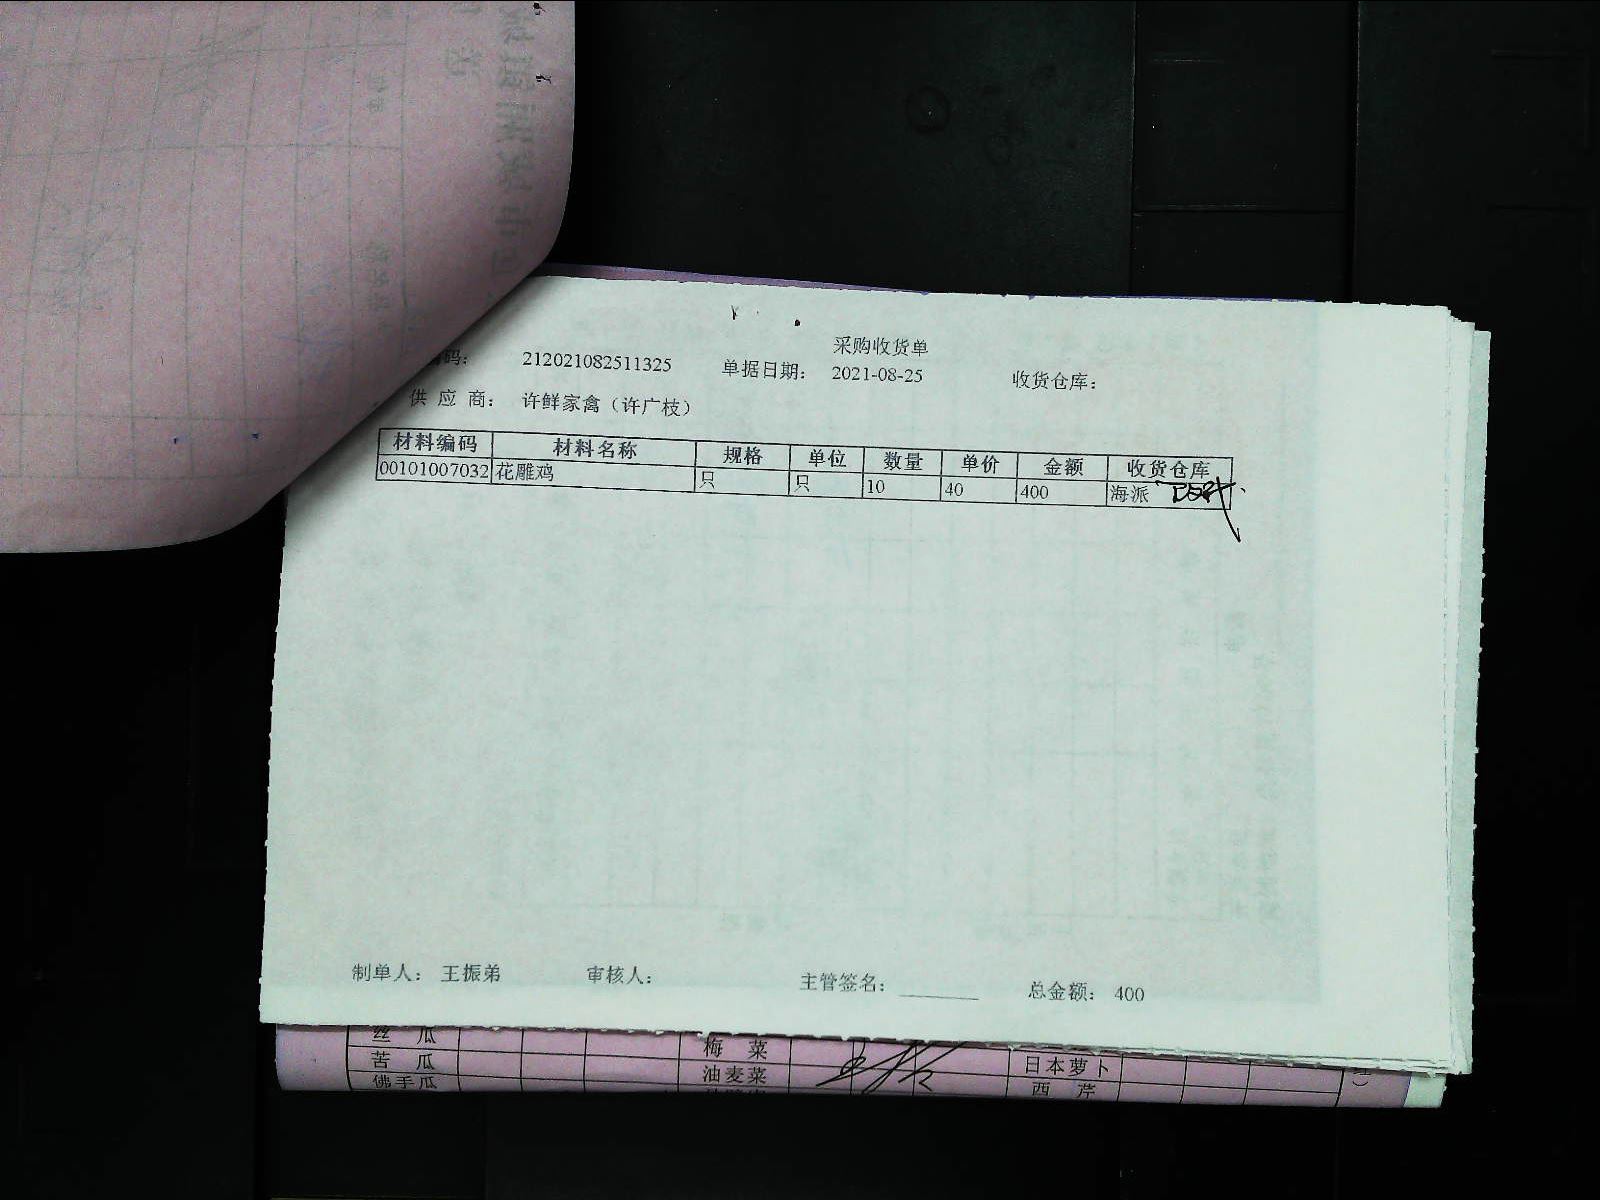 采购收货单
码： 212021082511325 单据日期： 2021-08-25 收货仓库：
供 应 商： 许鲜家禽（许广枝）
材料编码 材料名称 规格 单位 数量 单价 金额 收货仓库
00101007032 花雕鸡 只 只 10 40 400 海派
制单人： 王振弟 审核人： 主管签名： 总金额： 400
丝 瓜 梅 菜
苦 瓜 油麦菜 日本萝卜
佛手瓜 西 芹